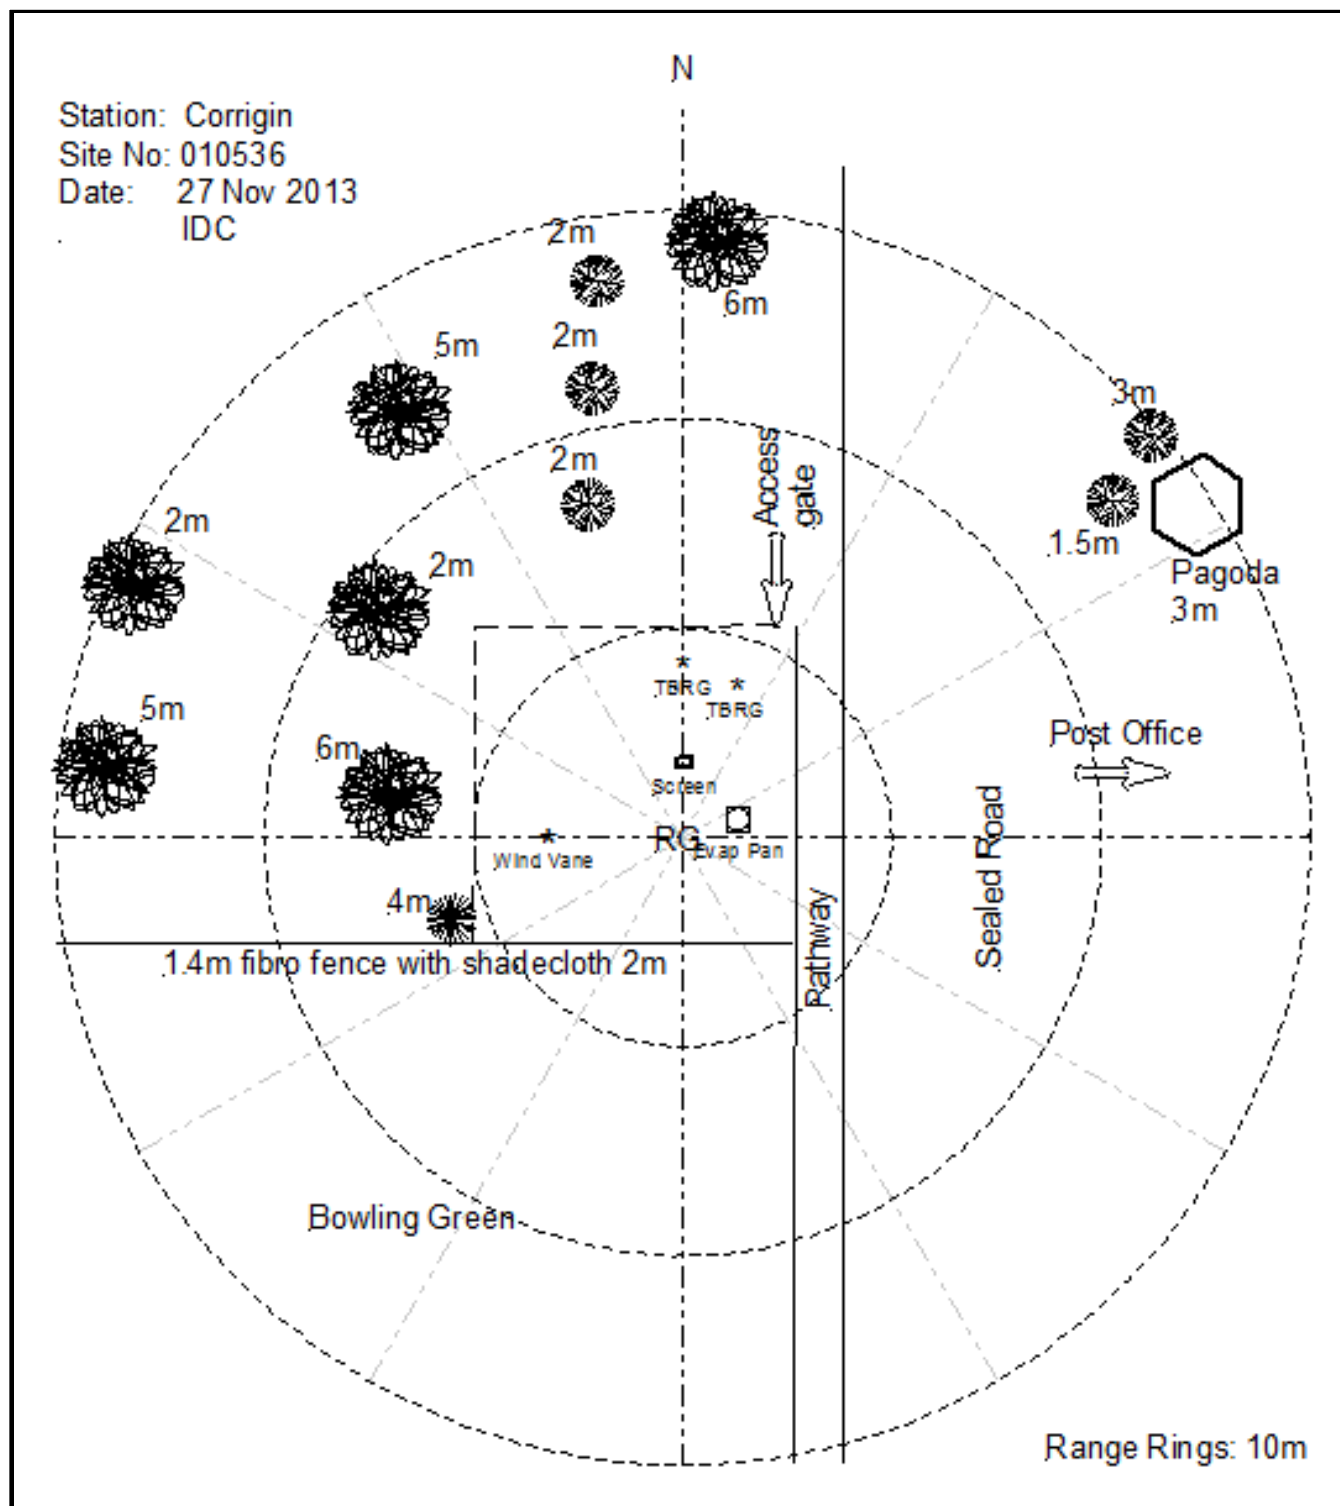 N
Station: Corrigin
Site No: 010536
Date: 27 Nov 2013
IDC
2m
6m
5m
2m
3m
2m
Access
gate
1.5m
2m
2m
Pagoda
3m
TBRG
TBRG
5m
6m
Post Office
Screen
Wind Vane
RG
Evap Pan
Sealed Road
4m
Pathway
1.4m fibro fence with shadecloth 2m
Bowling Green
Range Rings: 10m